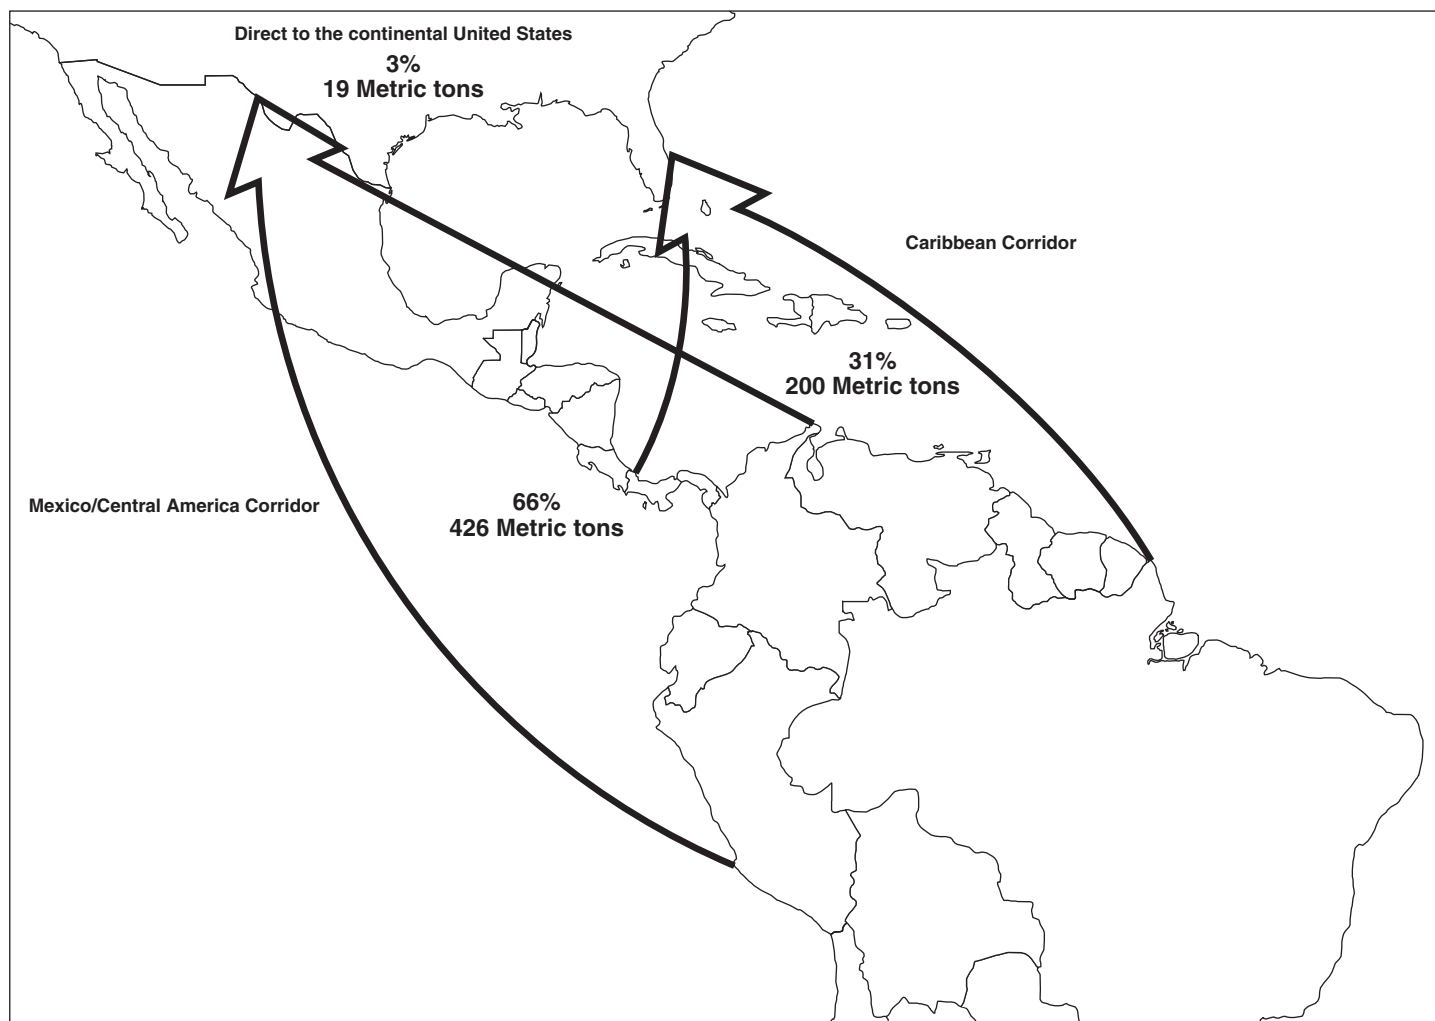 Direct to the continental United States
3%
19 Metric tons
Caribbean Corridor
31%
200 Metric tons
Mexico/Central America Corridor
66%
426 Metric tons